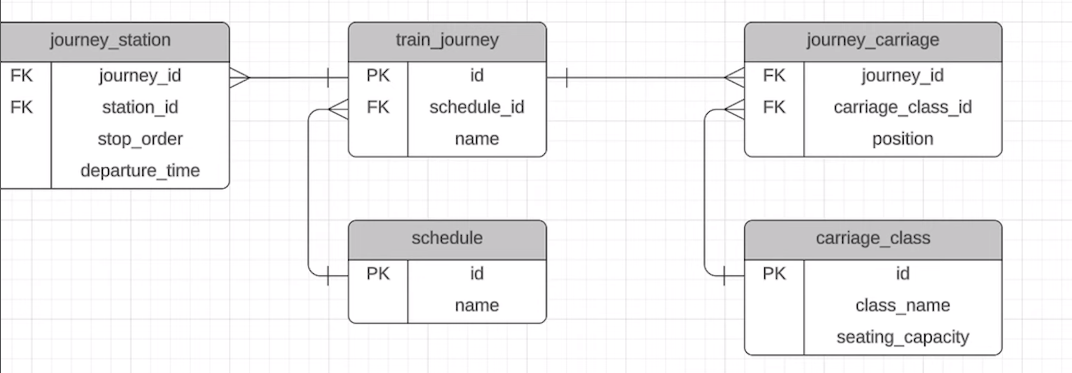 journey_station
FK journey_id
FK station_id
stop_order
departure_time
train_journey
PK id
FK schedule_id
name
journey_carriage
FK journey_id
FK carriage_class_id
position
schedule
PK id
name
carriage_class
PK id
class_name
seating_capacity